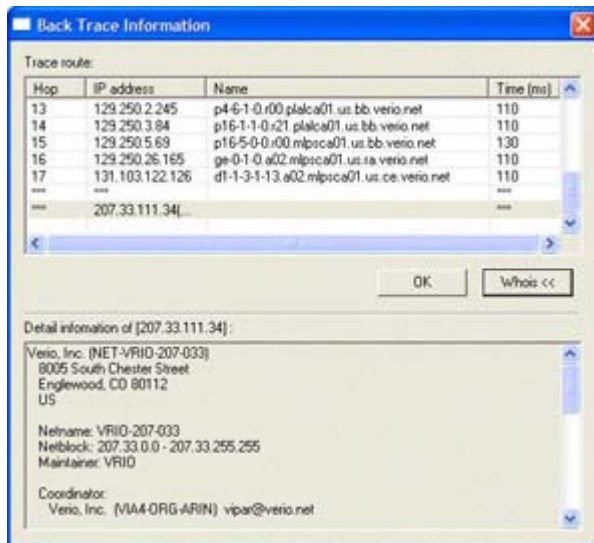 Back Trace Information
Trace route:
Hop IP address Name Time (ms)
13 129.250.2.245 p4-6-1-0.r00.plalca01.us.bb.verio.net 110
14 129.250.3.84 p16-1-1-0.r21.plalca01.us.bb.verio.net 110
15 129.250.5.69 p16-5-0-0.r00.mlpsca01.us.bb.verio.net 130
16 129.250.26.165 ge-0-1-0.a02.mlpsca01.us.ra.verio.net 110
17 131.103.122.126 d1-1-3-1-13.a02.mlpsca01.us.ce.verio.net 110
*** *** ***
*** 207.33.111.34(... ***
OK Whois <<
Detail infomation of [207.33.111.34] :
Verio, Inc. (NET-VRIO-207-033)
8005 South Chester Street
Englewood, CO 80112
US
Netname: VRIO-207-033
Netblock: 207.33.0.0 - 207.33.255.255
Maintainer: VRIO
Coordinator:
Verio, Inc. (VIA4-ORG-ARIN) vipar@verio.net